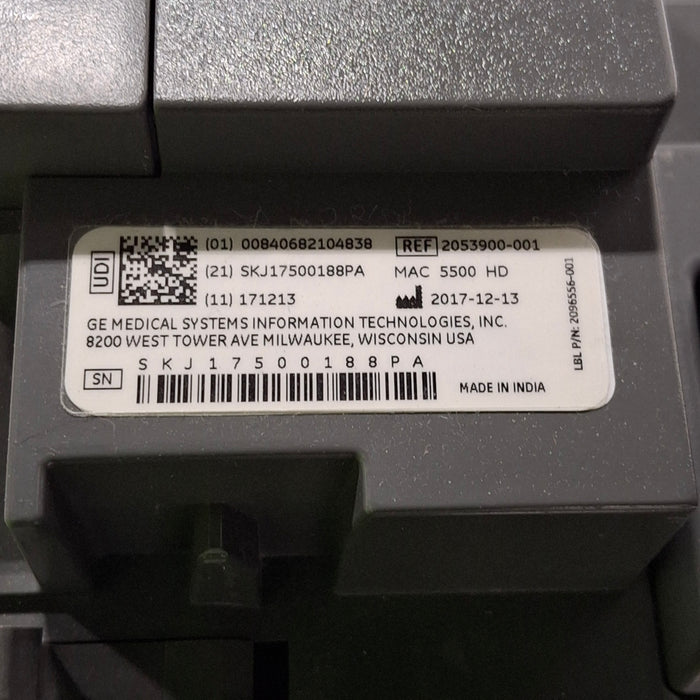 UDI
(01) 00840682104838
REF 2053900-001
(21) SKJ17500188PA
MAC 5500 HD
(11) 171213
2017-12-13
GE MEDICAL SYSTEMS INFORMATION TECHNOLOGIES, INC.
8200 WEST TOWER AVE MILWAUKEE, WISCONSIN USA
SKJ17500188PA
SN
MADE IN INDIA
LBL P/N: 2096556-001